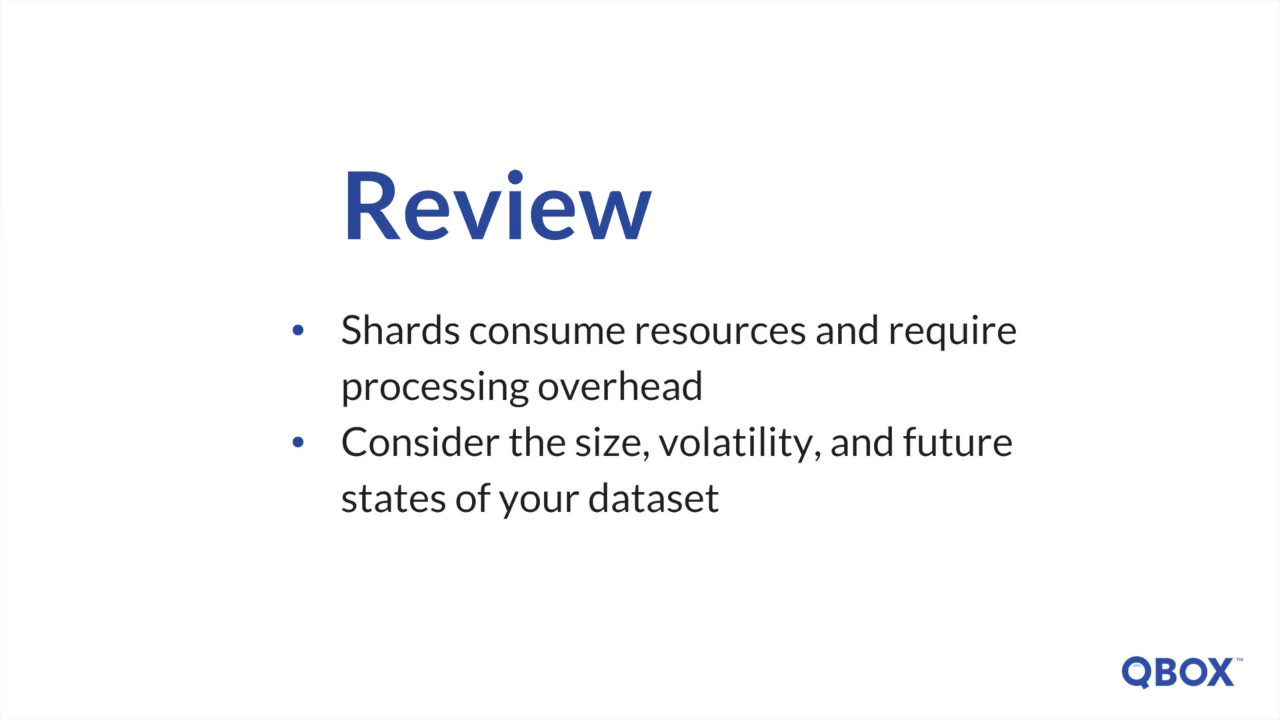 Review
• Shards consume resources and require
processing overhead
• Consider the size, volatility, and future
states of your dataset
QBOX™